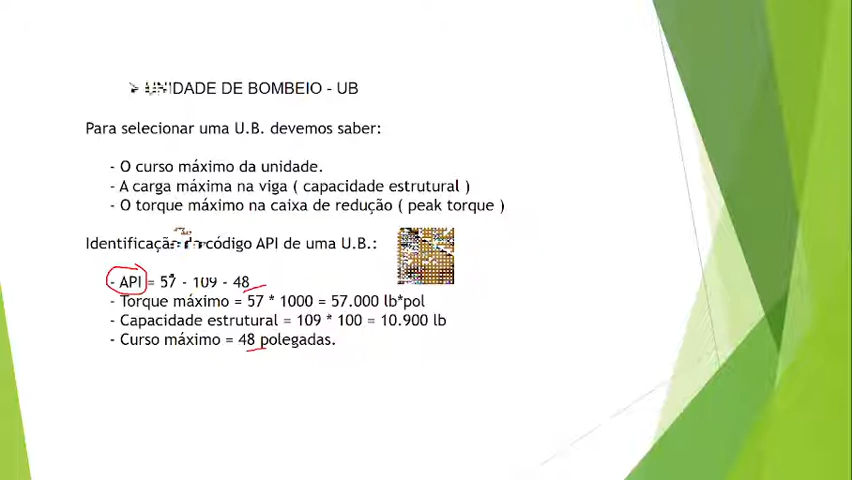 UNIDADE DE BOMBEIO - UB
Para selecionar uma U.B. devemos saber:
- O curso máximo da unidade.
- A carga máxima na viga ( capacidade estrutural )
- O torque máximo na caixa de redução ( peak torque )
Identificação do código API de uma U.B.:
- API = 57 - 109 - 48
- Torque máximo = 57 * 1000 = 57.000 lb*pol
- Capacidade estrutural = 109 * 100 = 10.900 lb
- Curso máximo = 48 polegadas.